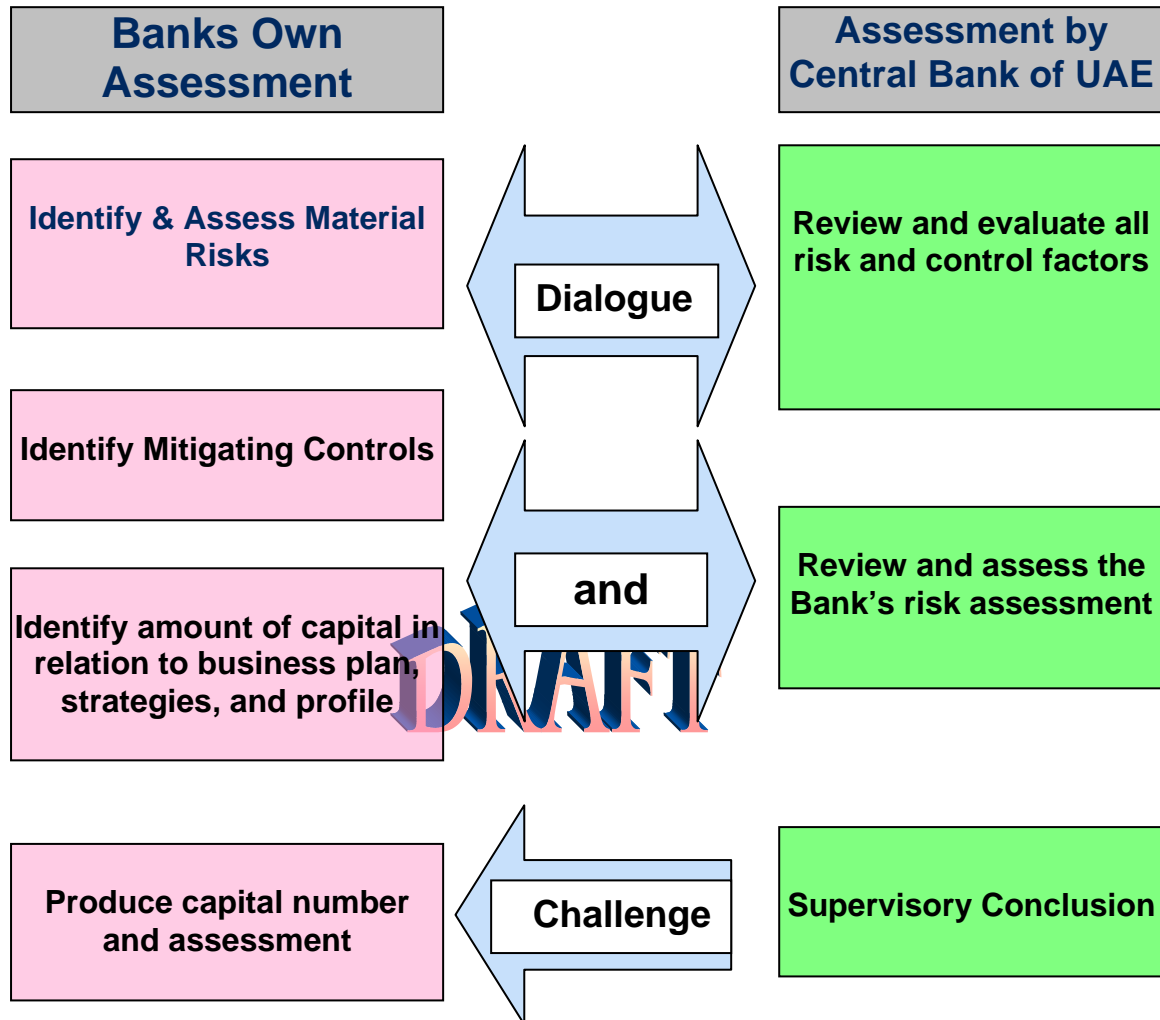 Banks Own
Assessment
Assessment by
Central Bank of UAE
Identify & Assess Material
Risks
Dialogue
Review and evaluate all
risk and control factors
Identify Mitigating Controls
and
Review and assess the
Bank’s risk assessment
Identify amount of capital in
relation to business plan,
strategies, and profile
DRAFT
Produce capital number
and assessment
Challenge
Supervisory Conclusion